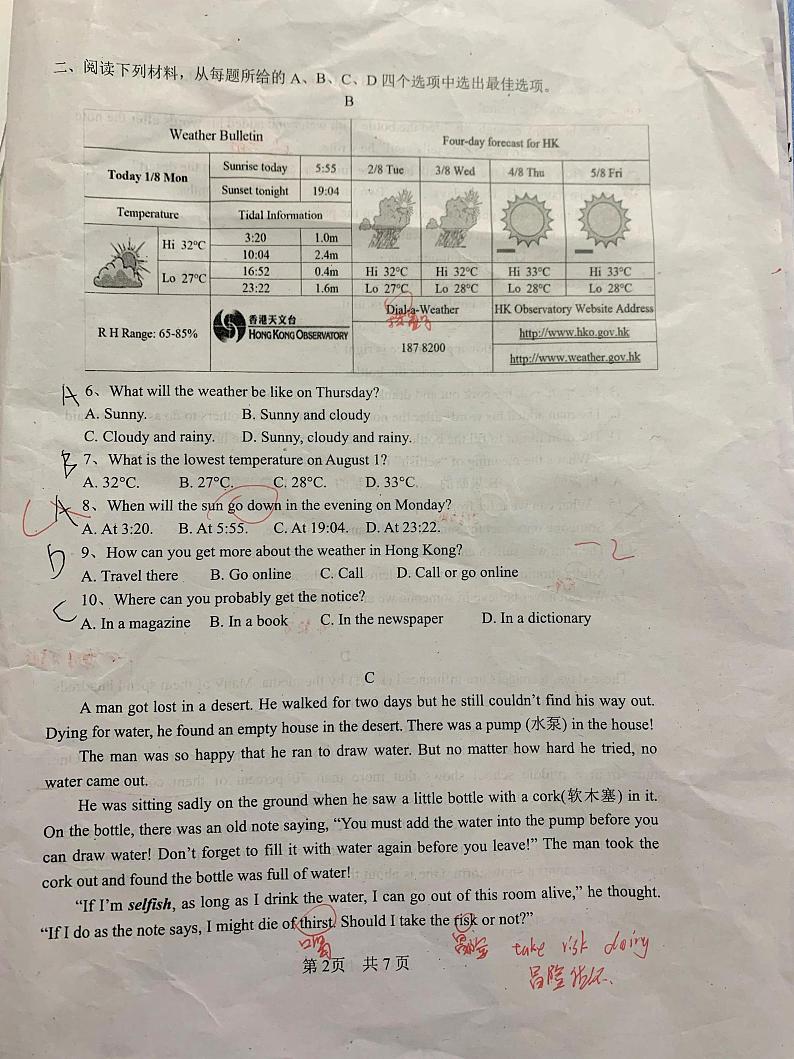 二、阅读下列材料，从每题所给的 A、B、C、D 四个选项中选出最佳选项。
B
Weather Bulletin
Four-day forecast for HK
Today 1/8 Mon
Sunrise today 5:55
Sunset tonight 19:04
2/8 Tue 3/8 Wed 4/8 Thu 5/8 Fri
Temperature
Tidal Information
Hi 32°C
Lo 27°C
3:20 1.0m
10:04 2.4m
16:52 0.4m
23:22 1.6m
Hi 32°C Hi 32°C Hi 33°C Hi 33°C
Lo 27°C Lo 28°C Lo 28°C Lo 28°C
R H Range: 65-85%
香港天文台
HONG KONG OBSERVATORY
Dial-a-Weather
187 8200
HK Observatory Website Address
http://www.hko.gov.hk
http://www.weather.gov.hk
A 6、What will the weather be like on Thursday?
A. Sunny. B. Sunny and cloudy
C. Cloudy and rainy. D. Sunny, cloudy and rainy.
B 7、What is the lowest temperature on August 1?
A. 32°C. B. 27°C. C. 28°C. D. 33°C.
C A 8、When will the sun go down in the evening on Monday?
A. At 3:20. B. At 5:55. C. At 19:04. D. At 23:22.
D 9、How can you get more about the weather in Hong Kong?
-2
A. Travel there B. Go online C. Call D. Call or go online
C 10、Where can you probably get the notice?
A. In a magazine B. In a book C. In the newspaper D. In a dictionary
C
A man got lost in a desert. He walked for two days but he still couldn't find his way out.
Dying for water, he found an empty house in the desert. There was a pump (水泵) in the house!
The man was so happy that he ran to draw water. But no matter how hard he tried, no
water came out.
He was sitting sadly on the ground when he saw a little bottle with a cork(软木塞) in it.
On the bottle, there was an old note saying, “You must add the water into the pump before you
can draw water! Don't forget to fill it with water again before you leave!” The man took the
cork out and found the bottle was full of water!
“If I'm selfish, as long as I drink the water, I can go out of this room alive,” he thought.
“If I do as the note says, I might die of thirst. Should I take the risk or not?”
口渴 冒险 take risk doing
冒险做
第 2页 共 7 页